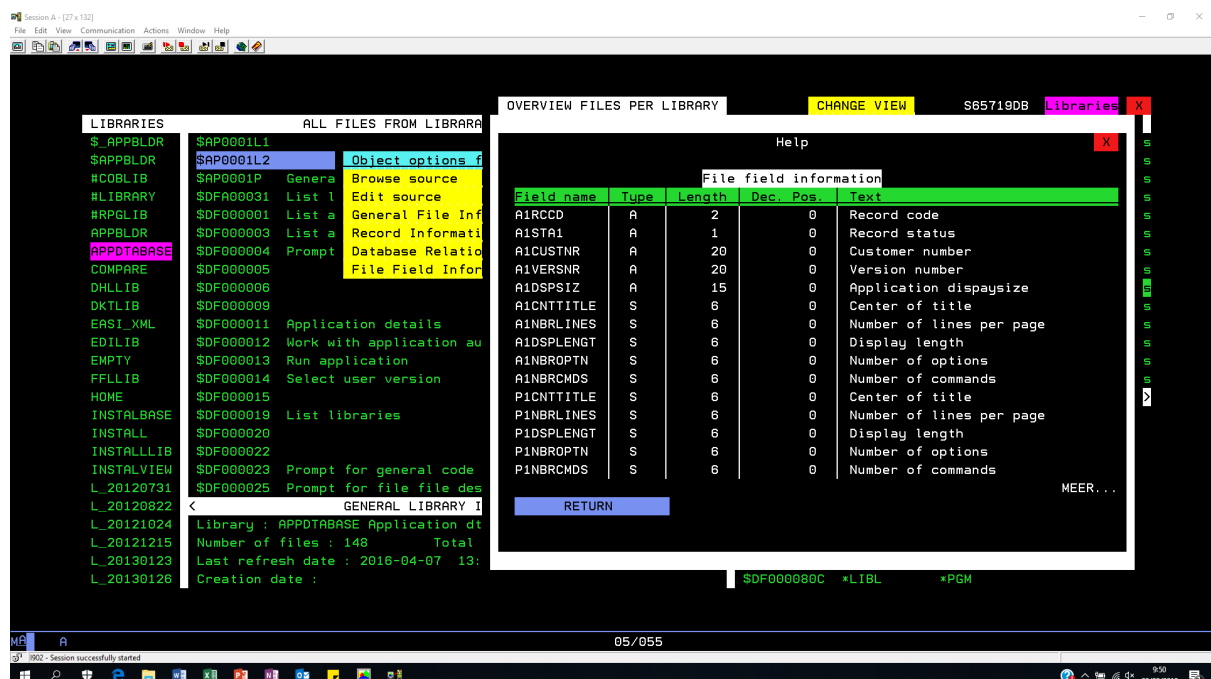 Session A - [27 x 132]
File Edit View Communication Actions Window Help
OVERVIEW FILES PER LIBRARY CHANGE VIEW S65719DB Libraries X
LIBRARIES ALL FILES FROM LIBRARA
Help X
$_APPBLDR $AP0001L1 s
$APPBLDR $AP0001L2 Object options f s
#COBLIB $AP0001P Genera Browse source File field information s
#LIBRARY $DFA00031 List l Edit source Field name Type Length Dec. Pos. Text s
#RPGLIB $DF000001 List a General File Inf A1RCCD A 2 0 Record code s
APPBLDR $DF000003 List a Record Informati A1STA1 A 1 0 Record status s
APPDTABASE $DF000004 Prompt Database Relatio A1CUSTNR A 20 0 Customer number s
COMPARE $DF000005 File Field Infor A1VERSNR A 20 0 Version number s
DHLLIB $DF000006 A1DSPSIZ A 15 0 Application dispaysize s
DKTLIB $DF000009 A1CNTTITLE S 6 0 Center of title s
EASI_XML $DF000011 Application details A1NBRLINES S 6 0 Number of lines per page s
EDILIB $DF000012 Work with application au A1DSPLENGT S 6 0 Display length s
EMPTY $DF000013 Run application A1NBROPTN S 6 0 Number of options s
FFLLIB $DF000014 Select user version A1NBRCMDS S 6 0 Number of commands s
HOME $DF000015 P1CNTTITLE S 6 0 Center of title >
INSTALBASE $DF000019 List libraries P1NBRLINES S 6 0 Number of lines per page
INSTALL $DF000020 P1DSPLENGT S 6 0 Display length
INSTALLLIB $DF000022 P1NBROPTN S 6 0 Number of options
INSTALVIEW $DF000023 Prompt for general code P1NBRCMDS S 6 0 Number of commands
L_20120731 $DF000025 Prompt for file file des MEER...
L_20120822 < GENERAL LIBRARY I RETURN
L_20121024 Library : APPDTABASE Application dt
L_20121215 Number of files : 148 Total
L_20130123 Last refresh date : 2016-04-07 13:
L_20130126 Creation date : $DF000080C *LIBL *PGM
MA A 05/055
I902 - Session successfully started
9:50